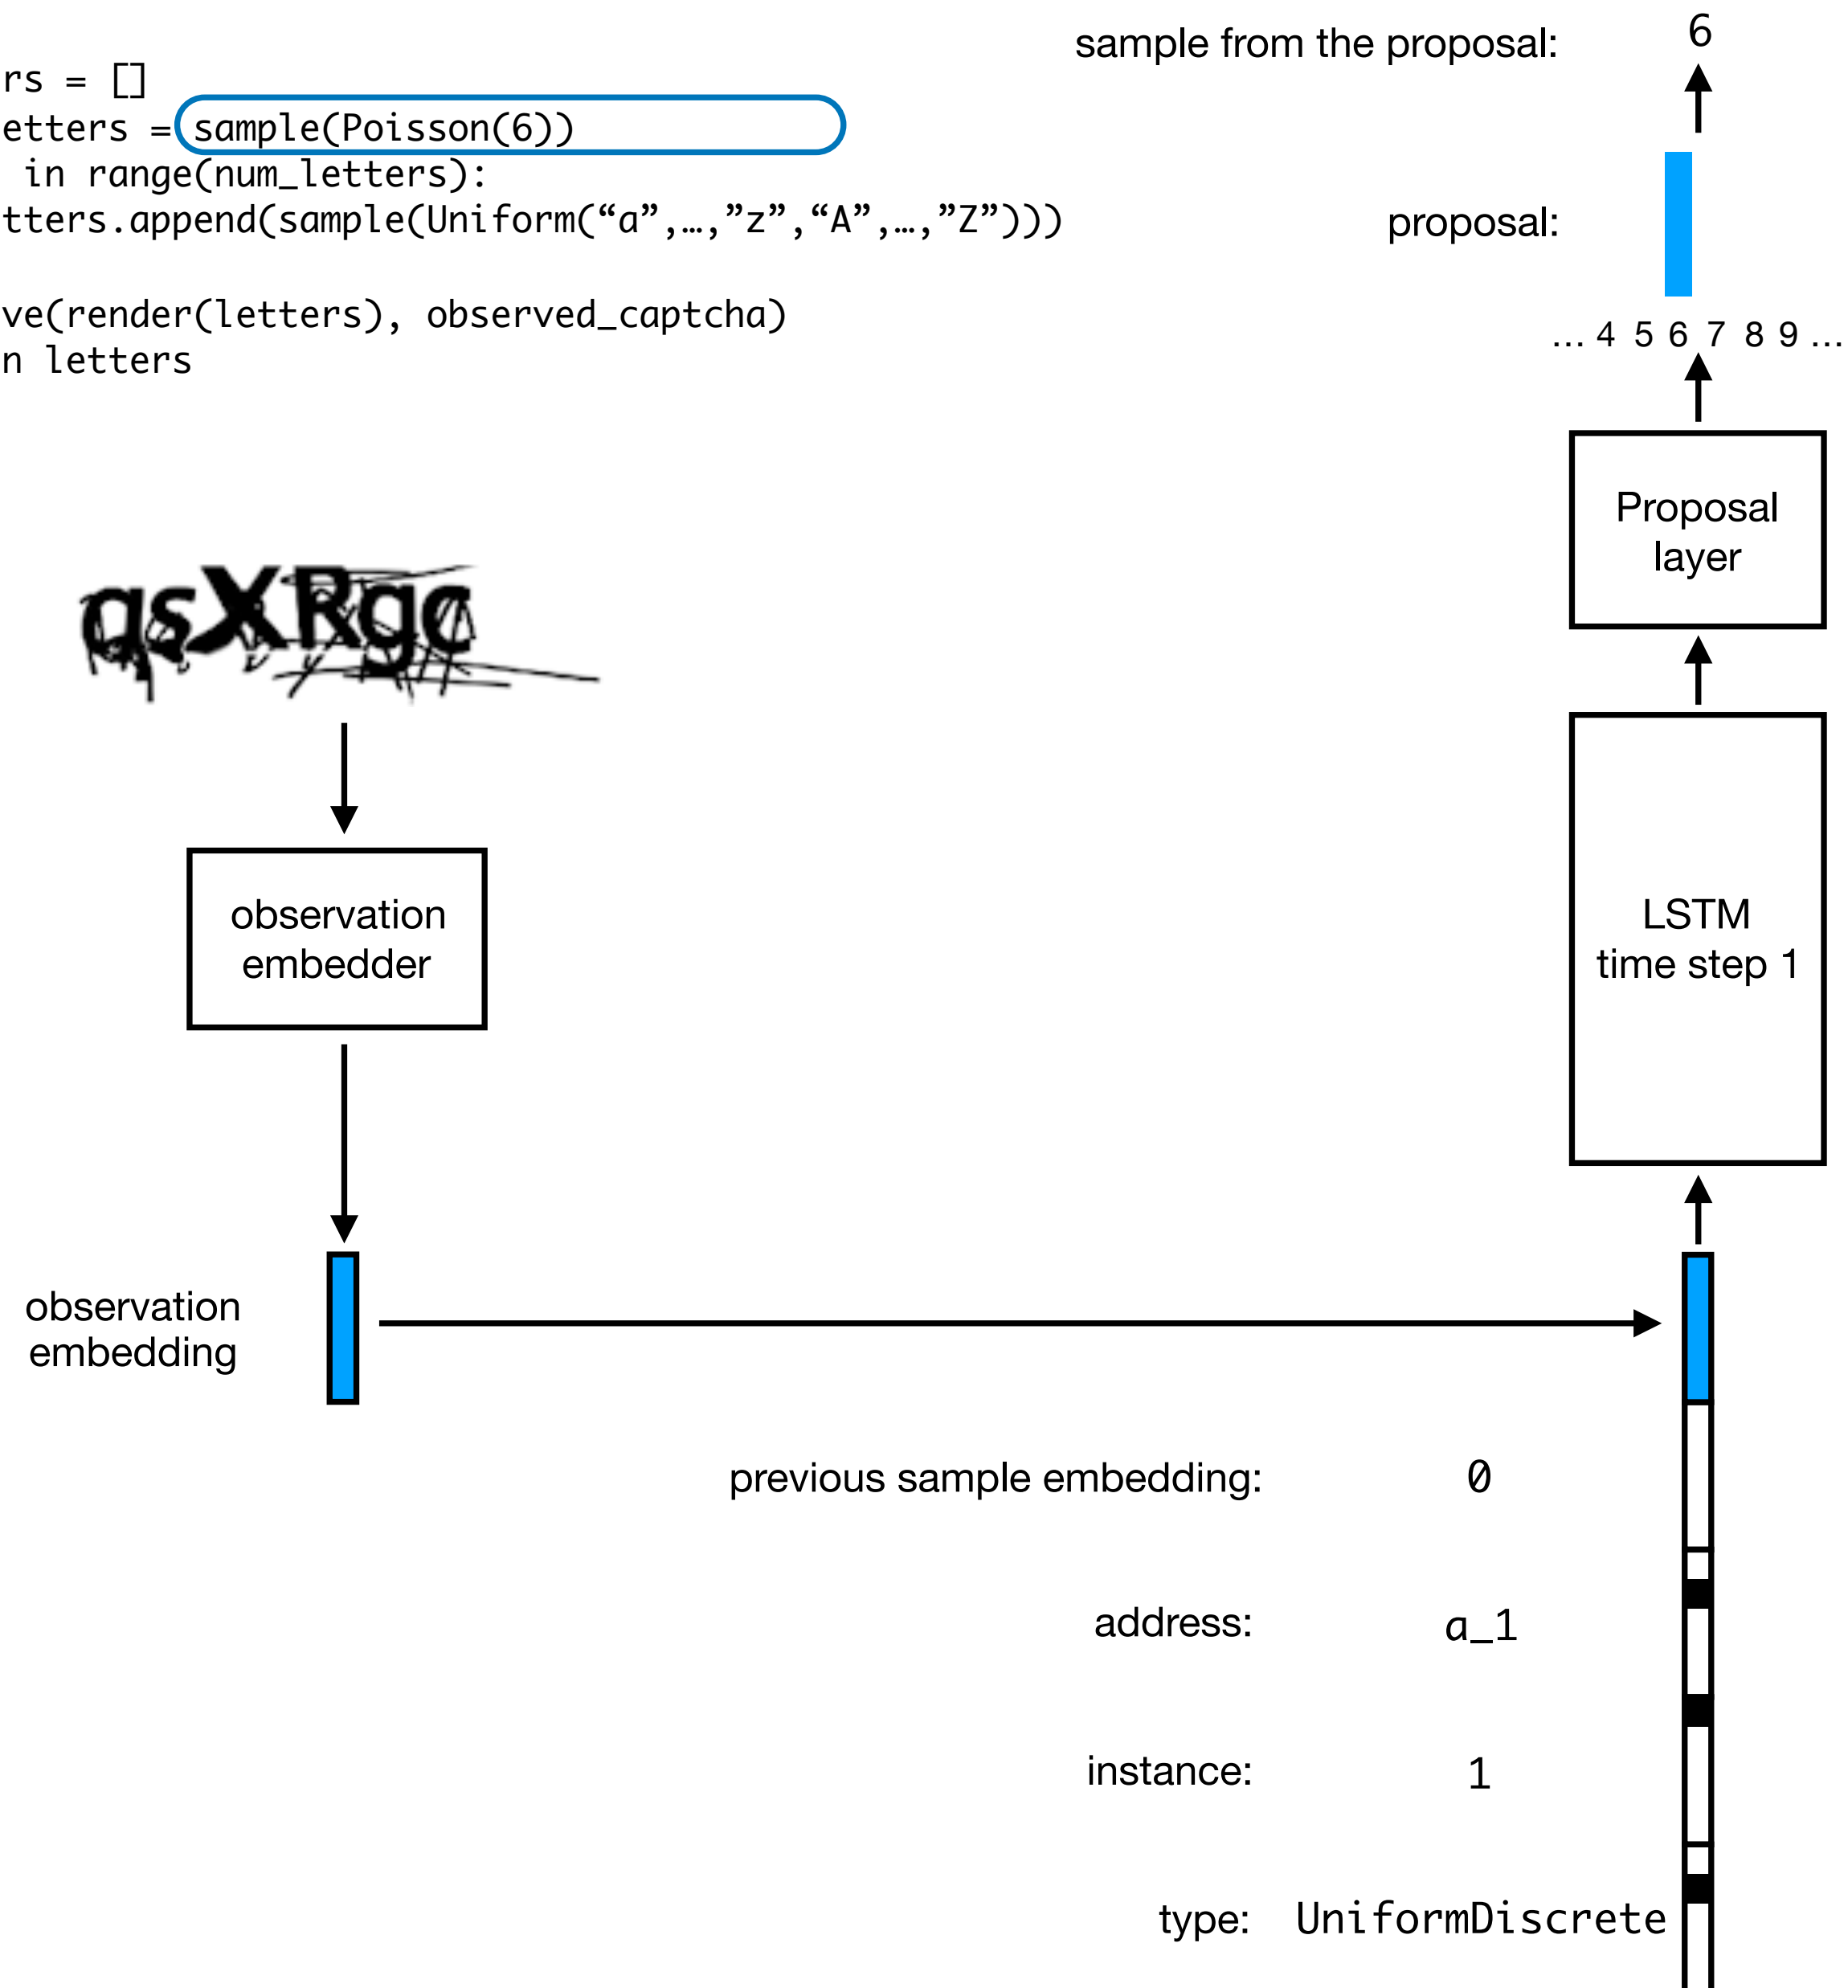 rs = []
etters = sample(Poisson(6))
in range(num_letters):
tters.append(sample(Uniform(“a”,…,”z”,“A”,…,”Z”)))
ve(render(letters), observed_captcha)
n letters
sample from the proposal: 6
proposal:
… 4 5 6 7 8 9 …
Proposal
layer
qsXRgc
observation
embedder
LSTM
time step 1
observation
embedding
previous sample embedding: 0
address: a_1
instance: 1
type: UniformDiscrete